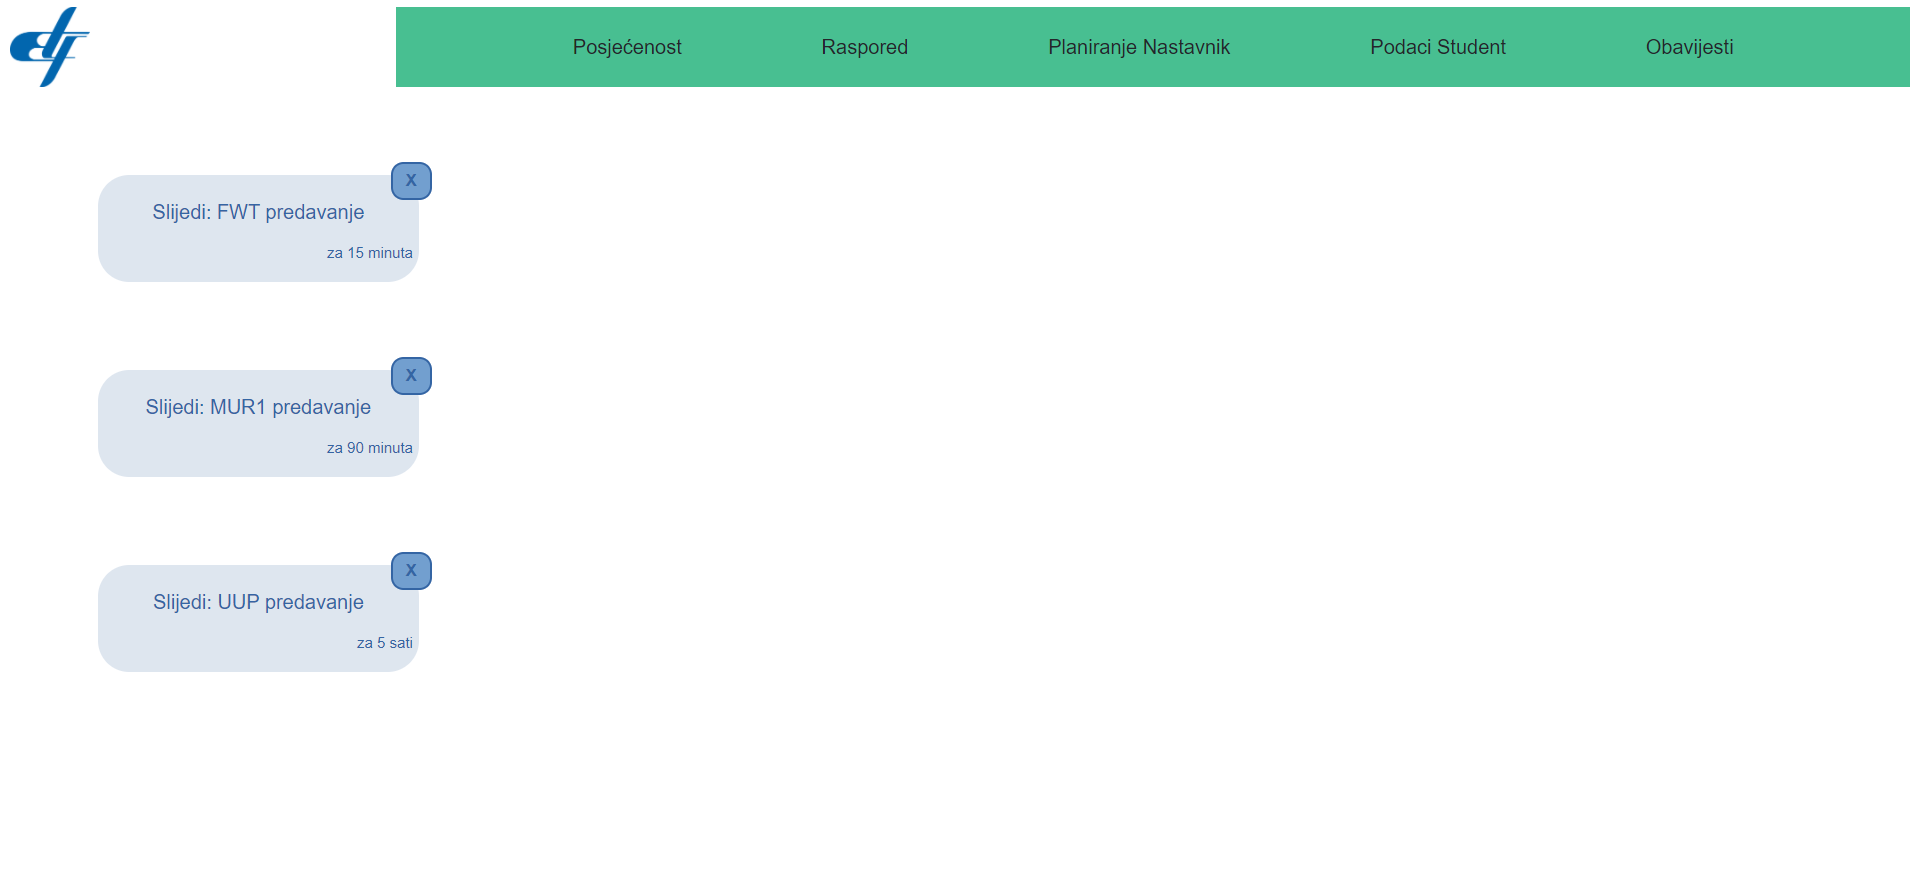 Posjećenost Raspored Planiranje Nastavnik Podaci Student Obavijesti
X
Slijedi: FWT predavanje
za 15 minuta
X
Slijedi: MUR1 predavanje
za 90 minuta
X
Slijedi: UUP predavanje
za 5 sati